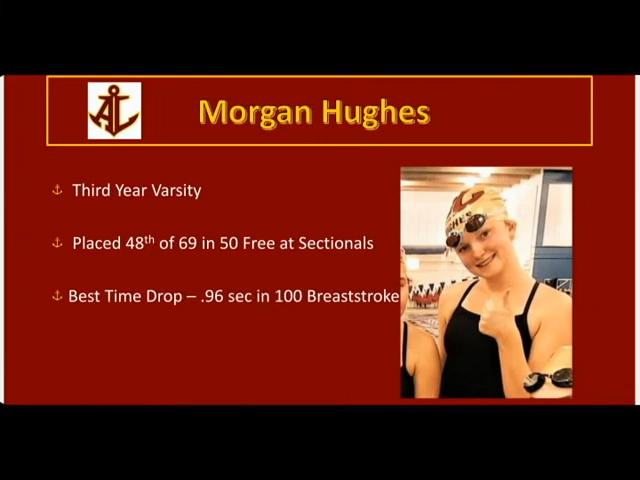 AL
Morgan Hughes
Third Year Varsity
Placed 48th of 69 in 50 Free at Sectionals
Best Time Drop – .96 sec in 100 Breaststroke